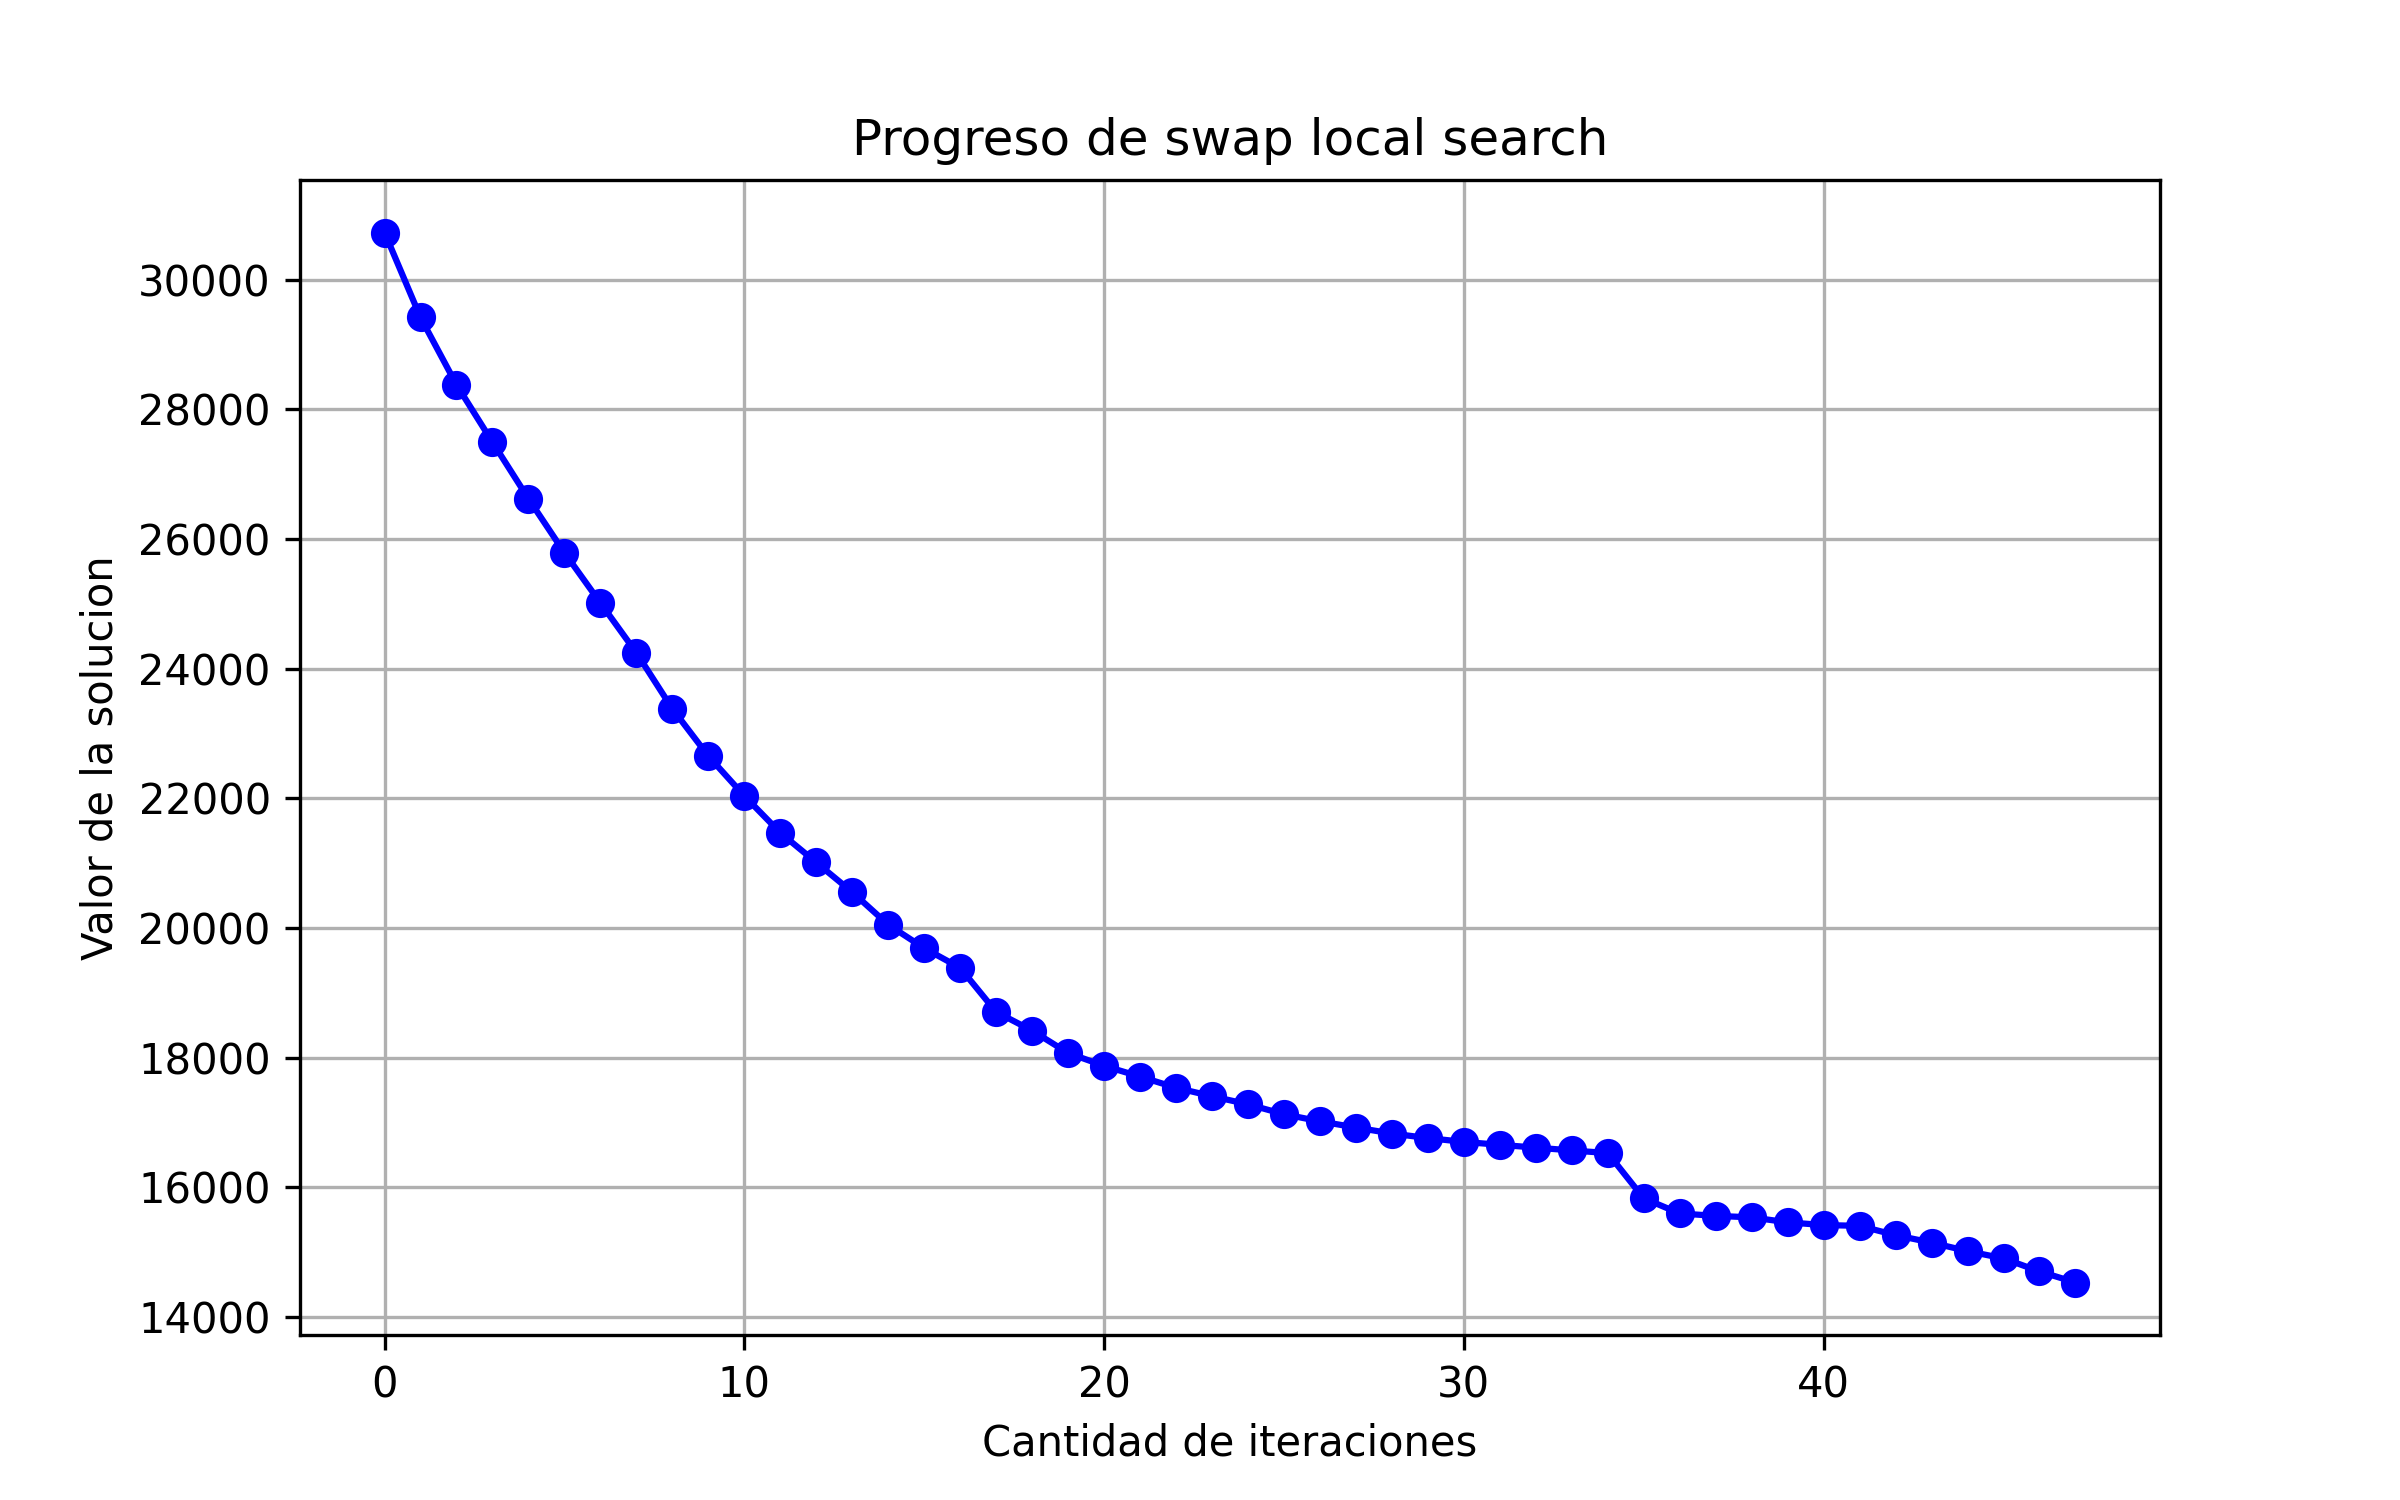 Progreso de swap local search
Valor de la solucion
30000
28000
26000
24000
22000
20000
18000
16000
14000
0 10 20 30 40
Cantidad de iteraciones